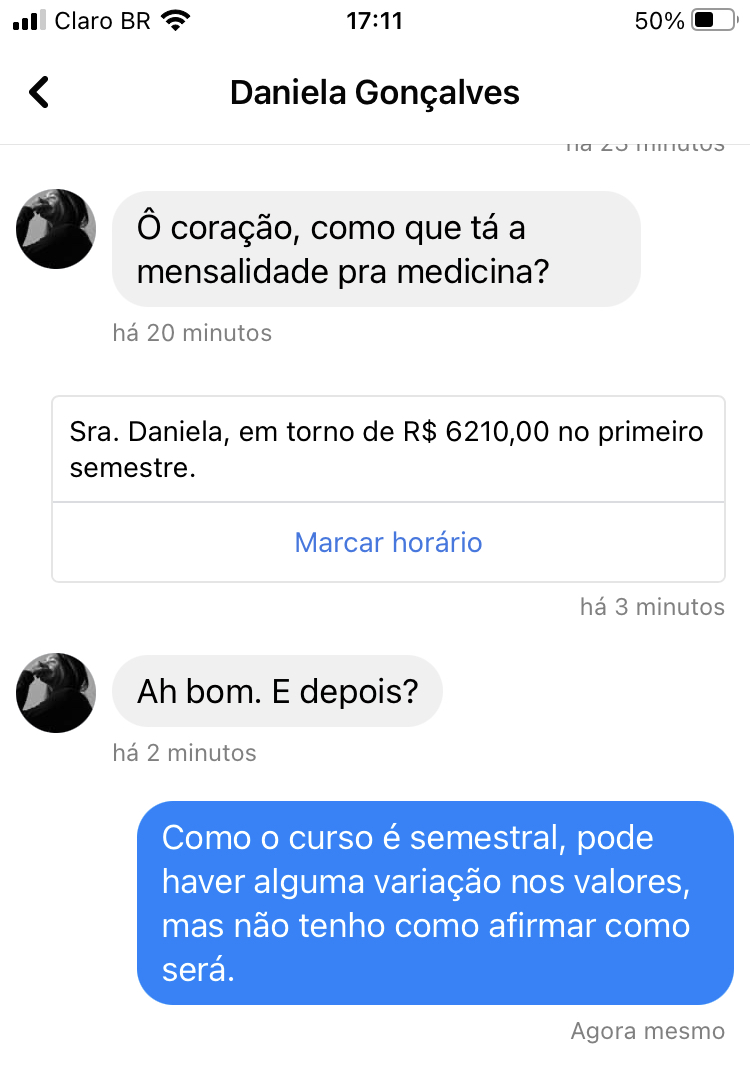 Claro BR 17:11 50%
Daniela Gonçalves
há 25 minutos
Ô coração, como que tá a
mensalidade pra medicina?
há 20 minutos
Sra. Daniela, em torno de R$ 6210,00 no primeiro
semestre.
Marcar horário
há 3 minutos
Ah bom. E depois?
há 2 minutos
Como o curso é semestral, pode
haver alguma variação nos valores,
mas não tenho como afirmar como
será.
Agora mesmo